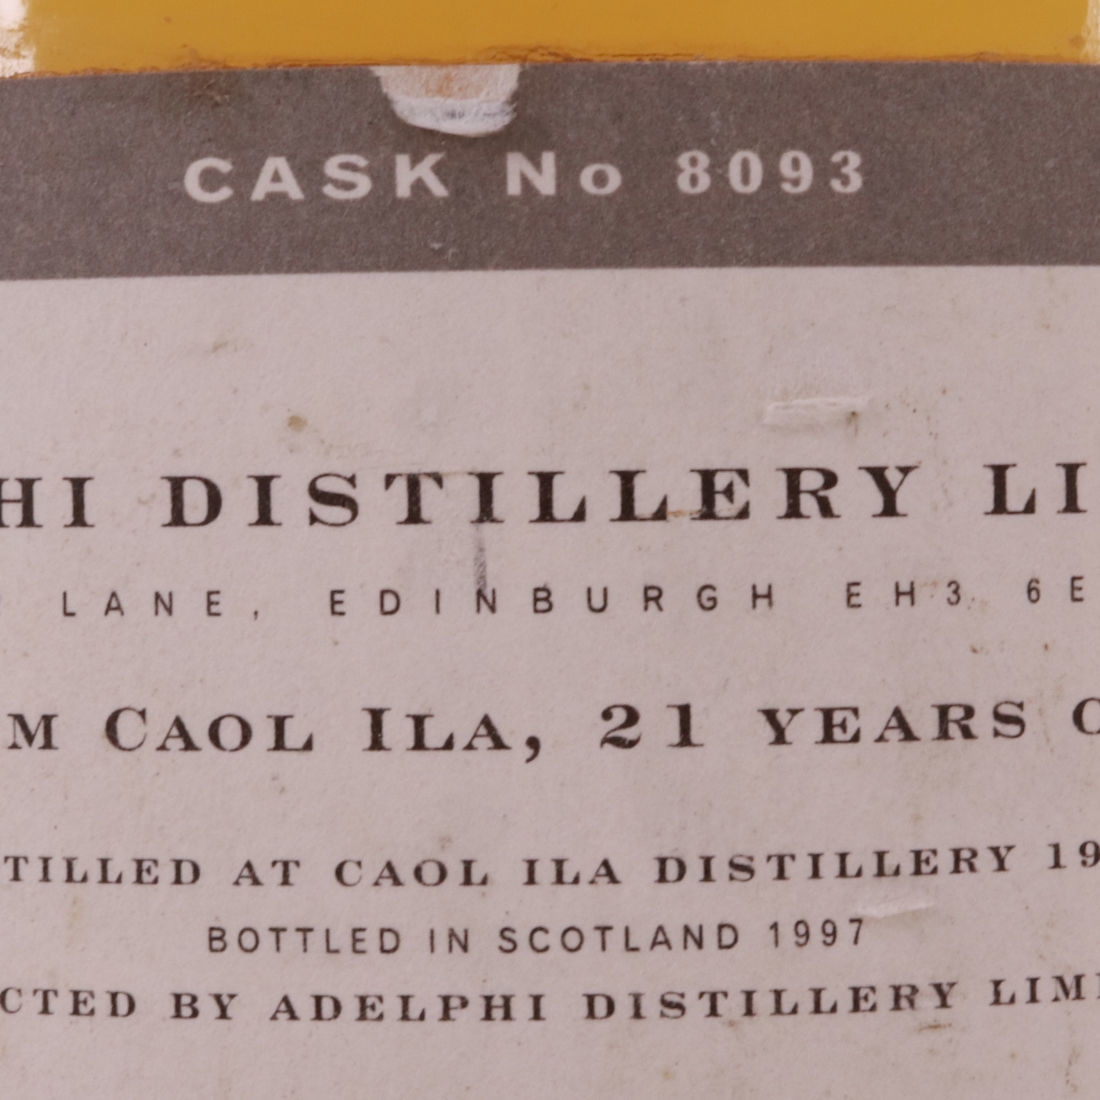 CASK No 8093
HI DISTILLERY LI
LANE, EDINBURGH EH3 6E
M CAOL ILA, 21 YEARS O
TILLED AT CAOL ILA DISTILLERY 19
BOTTLED IN SCOTLAND 1997
CTED BY ADELPHI DISTILLERY LIMI